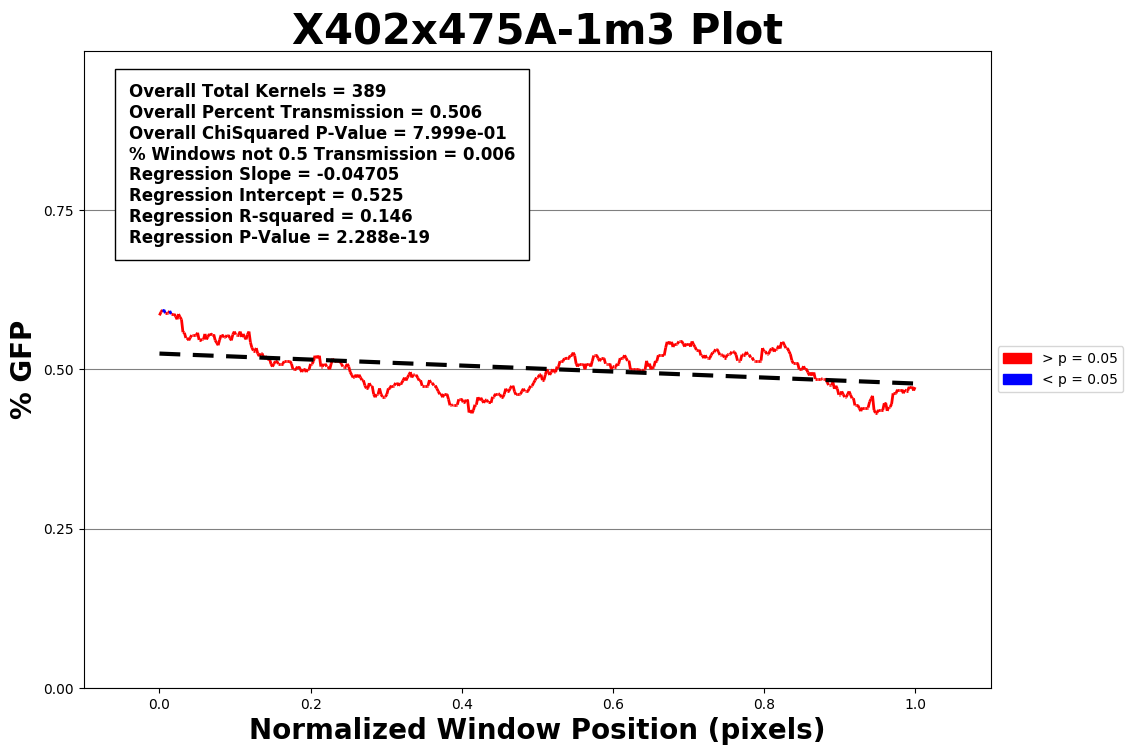 X402x475A-1m3 Plot
Overall Total Kernels = 389
Overall Percent Transmission = 0.506
Overall ChiSquared P-Value = 7.999e-01
% Windows not 0.5 Transmission = 0.006
Regression Slope = -0.04705
Regression Intercept = 0.525
Regression R-squared = 0.146
Regression P-Value = 2.288e-19
0.75
0.50
0.25
0.00
% GFP
> p = 0.05
< p = 0.05
0.0 0.2 0.4 0.6 0.8 1.0
Normalized Window Position (pixels)